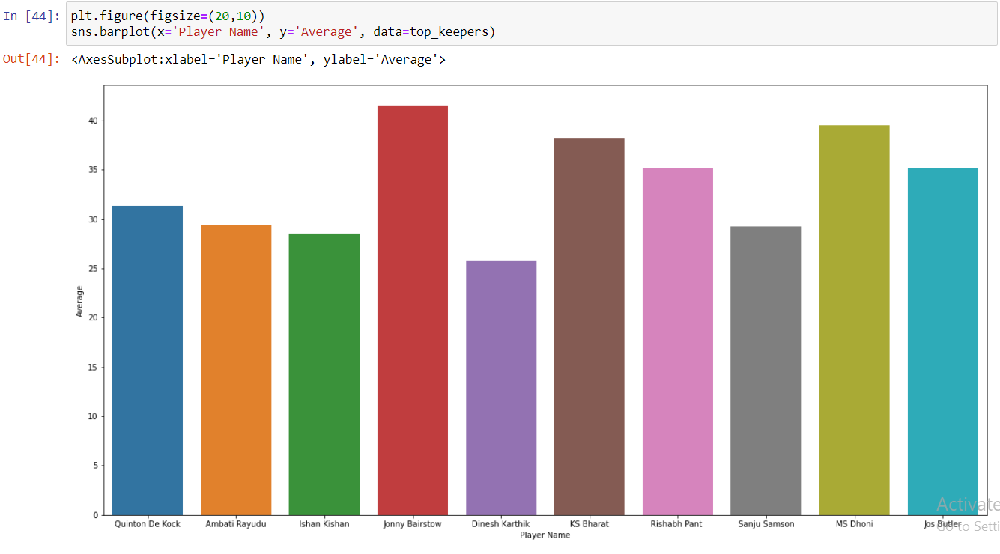 In [44]: plt.figure(figsize=(20,10))
sns.barplot(x='Player Name', y='Average', data=top_keepers)
Out[44]: <AxesSubplot:xlabel='Player Name', ylabel='Average'>
40
35
30
25
20
15
10
5
0
Average
Quinton De Kock Ambati Rayudu Ishan Kishan Jonny Bairstow Dinesh Karthik KS Bharat Rishabh Pant Sanju Samson MS Dhoni Jos Butler
Player Name
Activate
Go to Setti